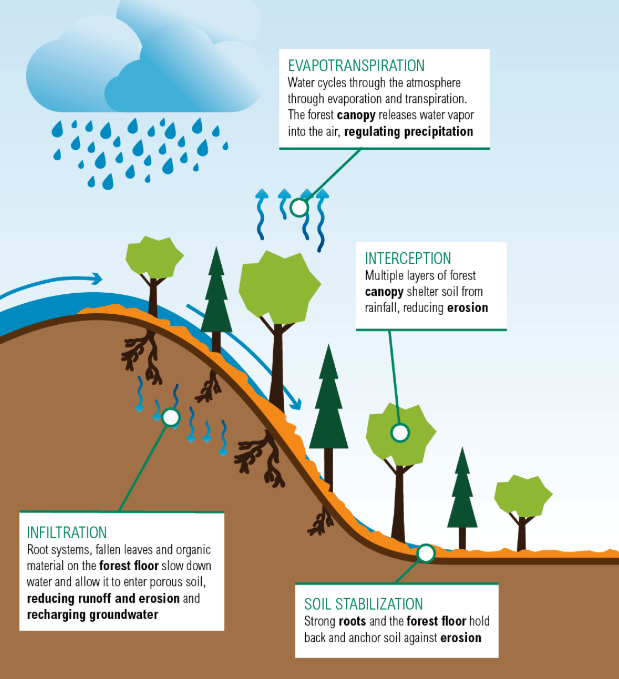 EVAPOTRANSPIRATION
Water cycles through the atmosphere
through evaporation and transpiration.
The forest canopy releases water vapor
into the air, regulating precipitation
INTERCEPTION
Multiple layers of forest
canopy shelter soil from
rainfall, reducing erosion
INFILTRATION
Root systems, fallen leaves and organic
material on the forest floor slow down
water and allow it to enter porous soil,
reducing runoff and erosion and
recharging groundwater
SOIL STABILIZATION
Strong roots and the forest floor hold
back and anchor soil against erosion